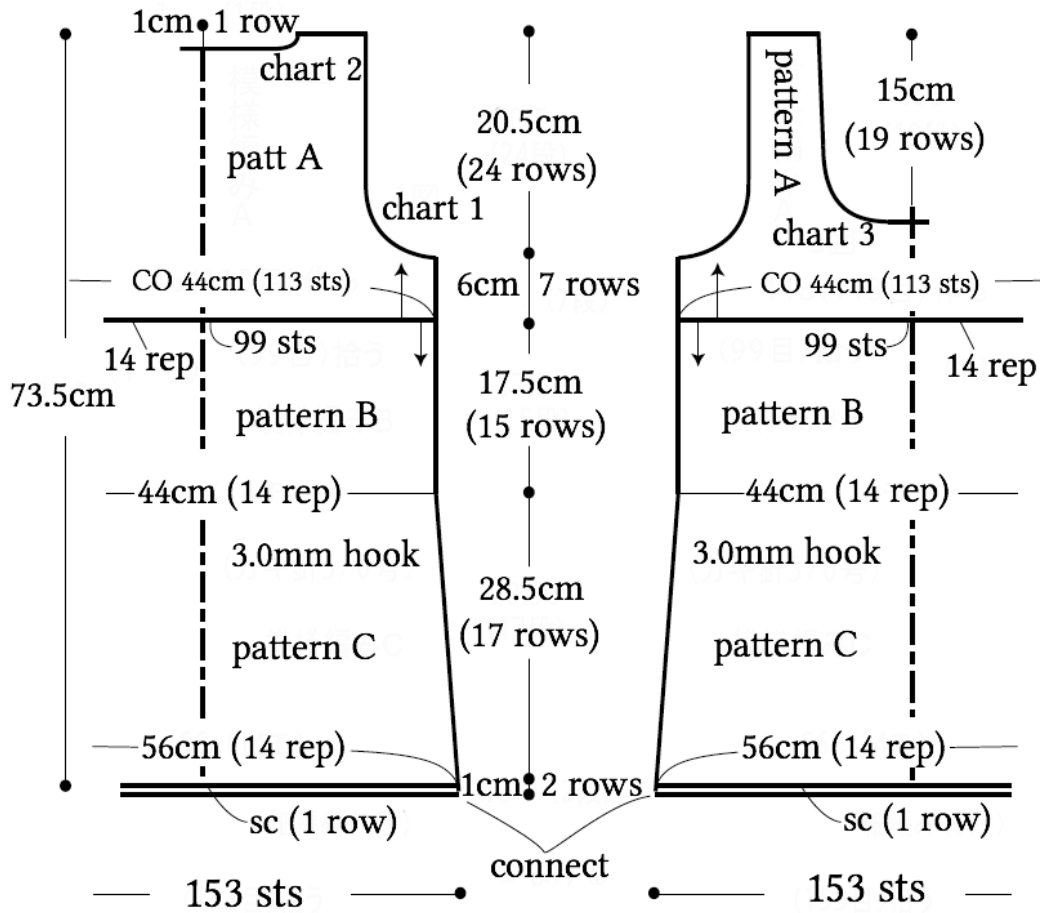 1cm 1 row
chart 2
patt A
chart 1
20.5cm
(24 rows)
pattern A
15cm
(19 rows)
chart 3
CO 44cm (113 sts)
6cm 7 rows
CO 44cm (113 sts)
14 rep
99 sts
99 sts
14 rep
73.5cm
pattern B
17.5cm
(15 rows)
pattern B
44cm (14 rep)
44cm (14 rep)
3.0mm hook
3.0mm hook
28.5cm
(17 rows)
pattern C
pattern C
56cm (14 rep)
56cm (14 rep)
1cm 2 rows
sc (1 row)
sc (1 row)
connect
153 sts
153 sts